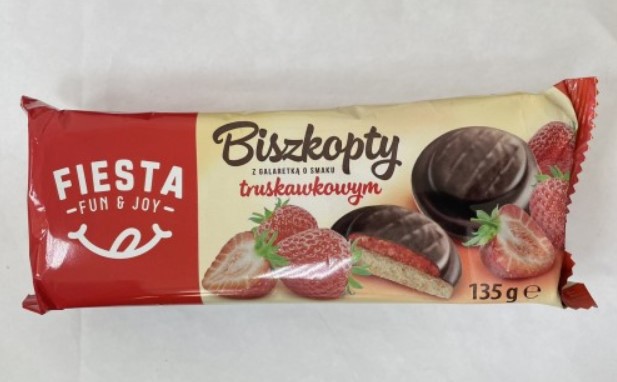 FIESTA
-FUN & JOY-
Biszkopty
Z GALARETKĄ O SMAKU
truskawkowym
135 g ℮